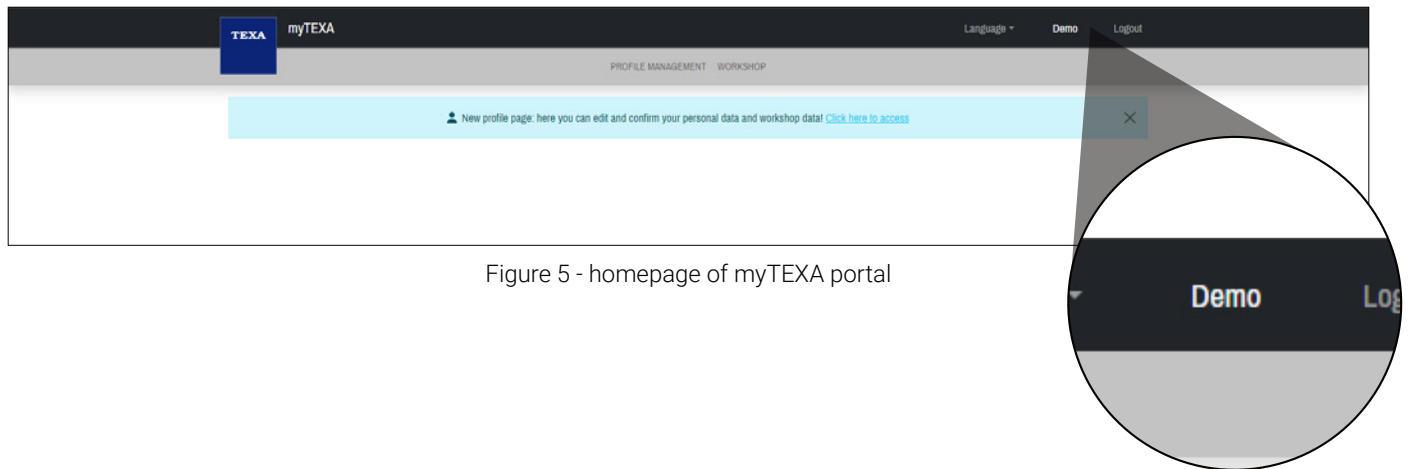 TEXA myTEXA Language Demo Logout
PROFILE MANAGEMENT WORKSHOP
New profile page: here you can edit and confirm your personal data and workshop data! Click here to access
Figure 5 - homepage of myTEXA portal
Demo Log